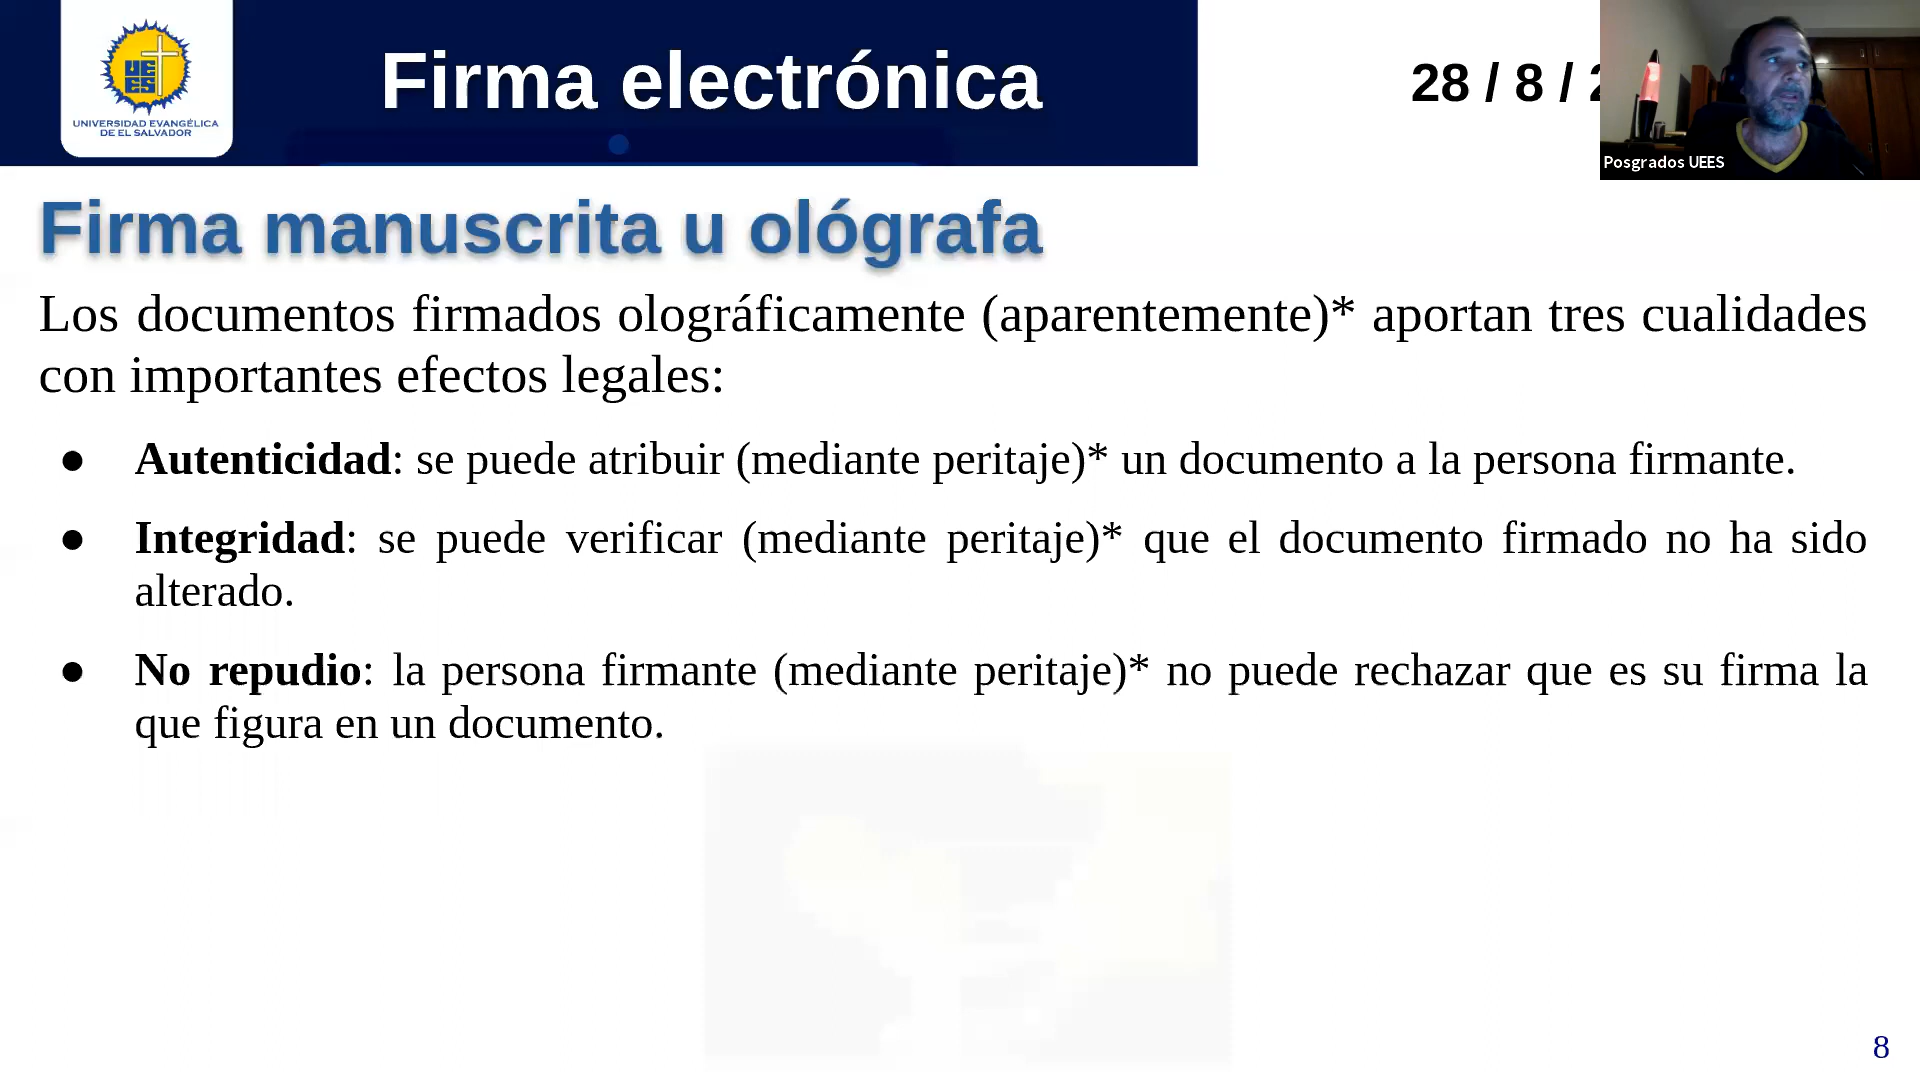 UEES
UNIVERSIDAD EVANGÉLICA
DE EL SALVADOR
Firma electrónica
28 / 8 /
Posgrados UEES
Firma manuscrita u ológrafa
Los documentos firmados olográficamente (aparentemente)* aportan tres cualidades
con importantes efectos legales:
● Autenticidad: se puede atribuir (mediante peritaje)* un documento a la persona firmante.
● Integridad: se puede verificar (mediante peritaje)* que el documento firmado no ha sido
alterado.
● No repudio: la persona firmante (mediante peritaje)* no puede rechazar que es su firma la
que figura en un documento.
8